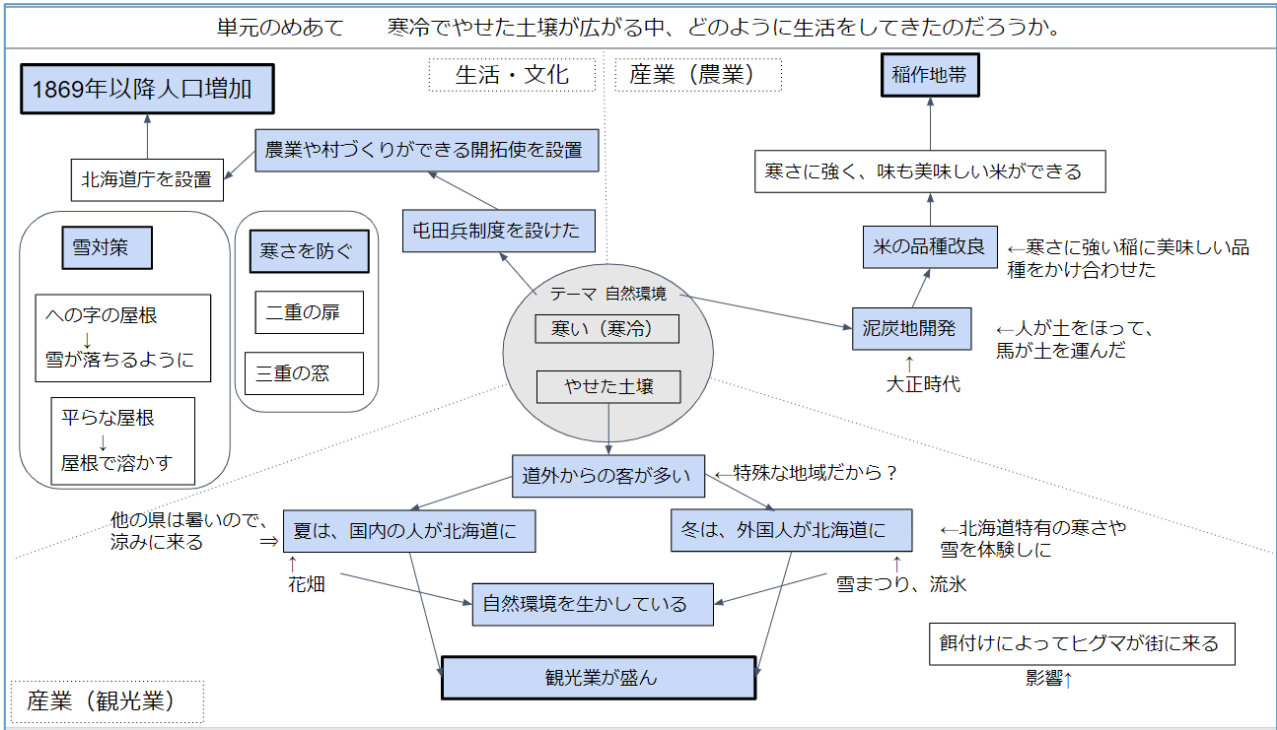 単元のめあて　　寒冷でやせた土壌が広がる中、どのように生活をしてきたのだろうか。
生活・文化
1869年以降人口増加
農業や村づくりができる開拓使を設置
北海道庁を設置
屯田兵制度を設けた
雪対策
への字の屋根
↓
雪が落ちるように
平らな屋根
↓
屋根で溶かす
寒さを防ぐ
二重の扉
三重の窓
産業（農業）
稲作地帯
寒さに強く、味も美味しい米ができる
米の品種改良
←寒さに強い稲に美味しい品
種をかけ合わせた
泥炭地開発
←人が土をほって、
馬が土を運んだ
↑
大正時代
テーマ 自然環境
寒い（寒冷）
やせた土壌
道外からの客が多い
←特殊な地域だから？
他の県は暑いので、
涼みに来る
⇒
夏は、国内の人が北海道に
↑
花畑
冬は、外国人が北海道に
←北海道特有の寒さや
雪を体験しに
↑
雪まつり、流氷
自然環境を生かしている
観光業が盛ん
餌付けによってヒグマが街に来る
影響↑
産業（観光業）